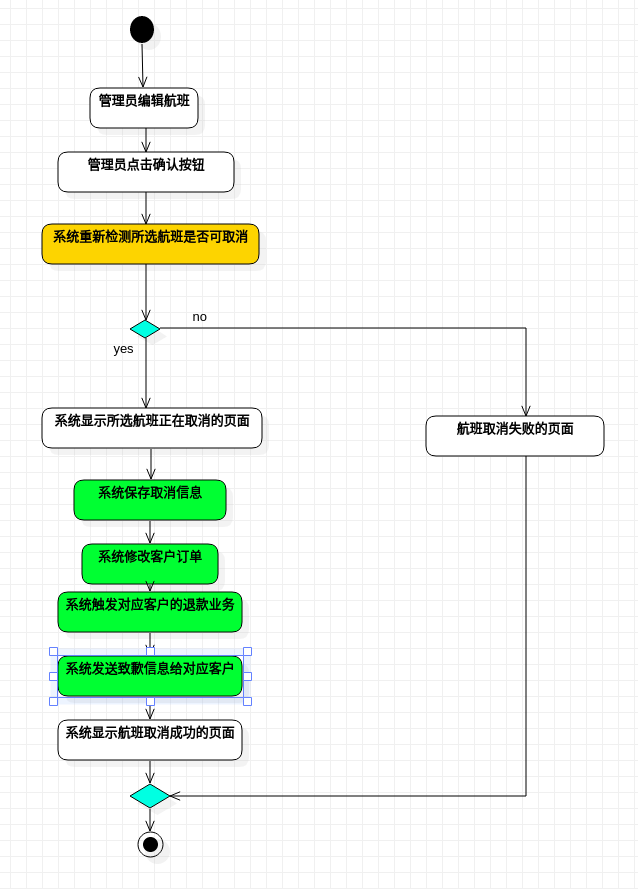 管理员编辑航班
管理员点击确认按钮
系统重新检测所选航班是否可取消
no
yes
系统显示所选航班正在取消的页面
航班取消失败的页面
系统保存取消信息
系统修改客户订单
系统触发对应客户的退款业务
系统发送致歉信息给对应客户
系统显示航班取消成功的页面